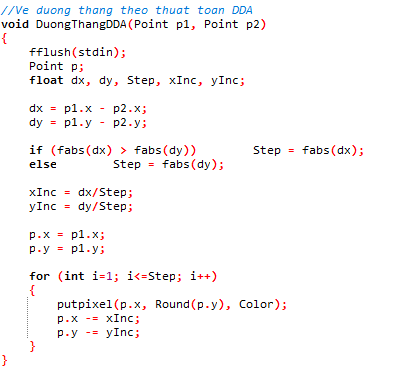 //Ve duong thang theo thuat toan DDA
void DuongThangDDA(Point p1, Point p2)
{
fflush(stdin);
Point p;
float dx, dy, Step, xInc, yInc;
dx = p1.x - p2.x;
dy = p1.y - p2.y;
if (fabs(dx) > fabs(dy)) Step = fabs(dx);
else Step = fabs(dy);
xInc = dx/Step;
yInc = dy/Step;
p.x = p1.x;
p.y = p1.y;
for (int i=1; i<=Step; i++)
{
putpixel(p.x, Round(p.y), Color);
p.x -= xInc;
p.y -= yInc;
}
}